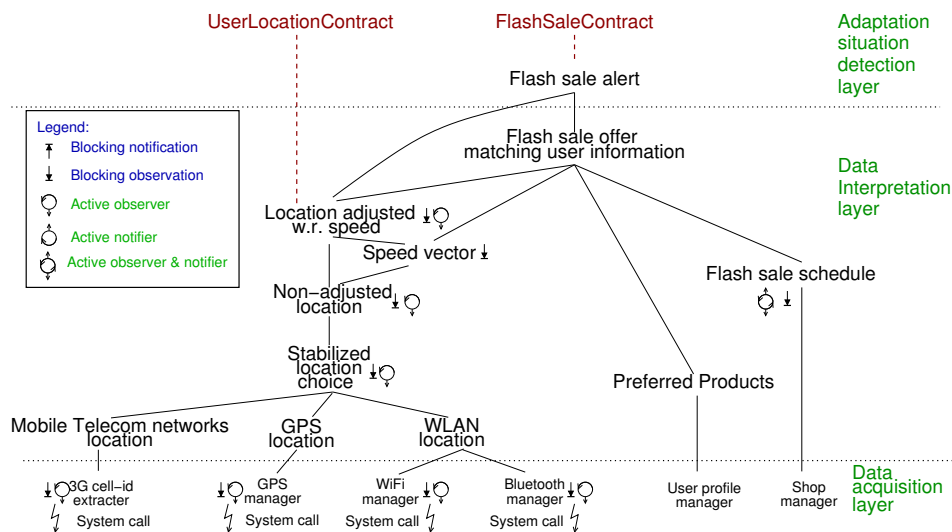 UserLocationContract
FlashSaleContract
Adaptation
situation
detection
layer
Flash sale alert
Legend:
Blocking notification
Blocking observation
Active observer
Active notifier
Active observer & notifier
Flash sale offer
matching user information
Data
Interpretation
layer
Location adjusted
w.r. speed
Speed vector
Flash sale schedule
Non−adjusted
location
Stabilized
location
choice
Preferred Products
Mobile Telecom networks
location
GPS
location
WLAN
location
3G cell−id
extracter
System call
GPS
manager
System call
WiFi
manager
System call
Bluetooth
manager
System call
User profile
manager
Shop
manager
Data
acquisition
layer